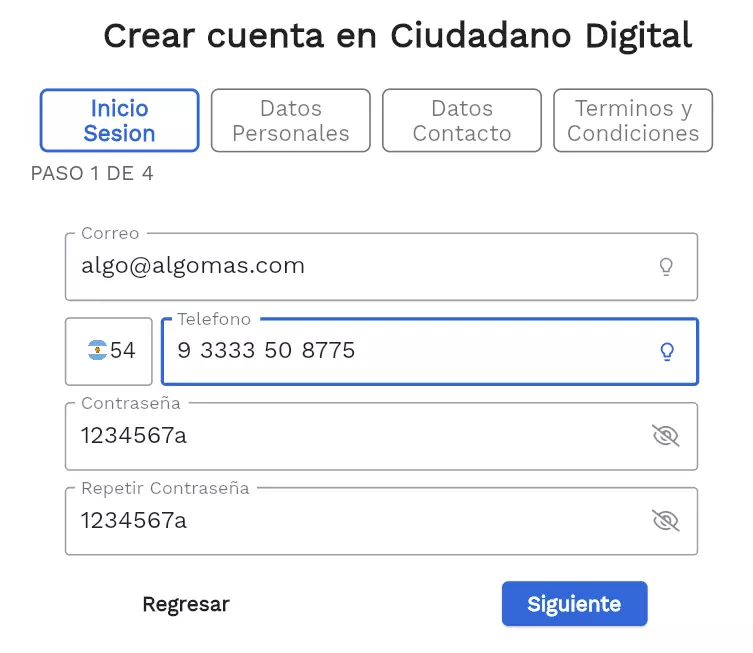 Crear cuenta en Ciudadano Digital
Inicio
Sesion
Datos
Personales
Datos
Contacto
Terminos y
Condiciones
PASO 1 DE 4
Correo
algo@algomas.com
54
Telefono
9 3333 50 8775
Contraseña
1234567a
Repetir Contraseña
1234567a
Regresar
Siguiente